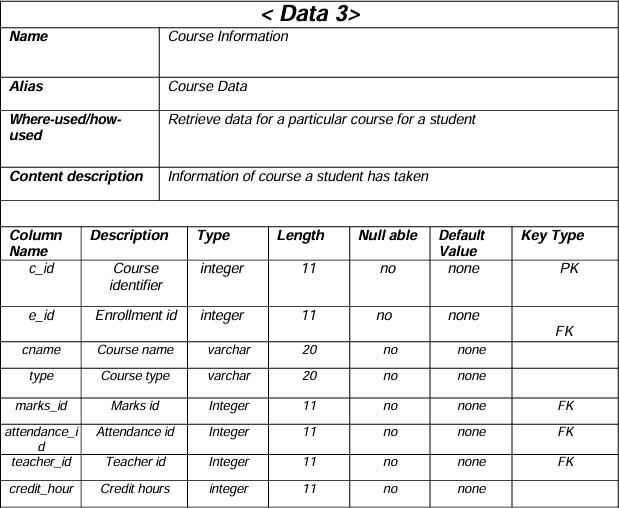 < Data 3>
Name Course Information
Alias Course Data
Where-used/how- Retrieve data for a particular course for a student
used
Content description Information of course a student has taken
Column Description Type Length Null able Default Key Type
Name Value
c_id Course integer 11 no none PK
identifier
e_id Enrollment id integer 11 no none
FK
cname Course name varchar 20 no none
type Course type varchar 20 no none
marks_id Marks id Integer 11 no none FK
attendance_i Attendance id Integer 11 no none FK
d
teacher_id Teacher id Integer 11 no none FK
credit_hour Credit hours integer 11 no none